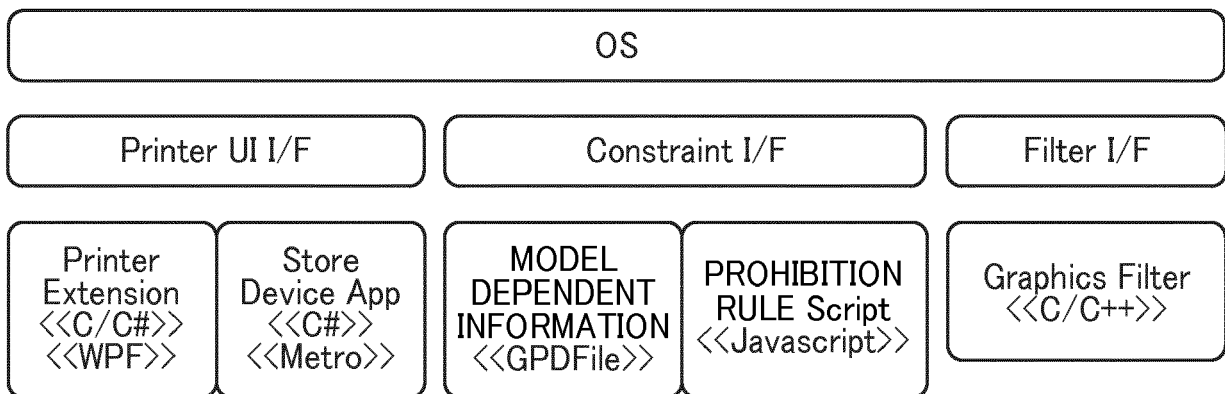 OS
Printer UI I/F
Constraint I/F
Filter I/F
Printer
Extension
<<C/C#>>
<<WPF>>
Store
Device App
<<C#>>
<<Metro>>
MODEL
DEPENDENT
INFORMATION
<<GPDFile>>
PROHIBITION
RULE Script
<<Javascript>>
Graphics Filter
<<C/C++>>